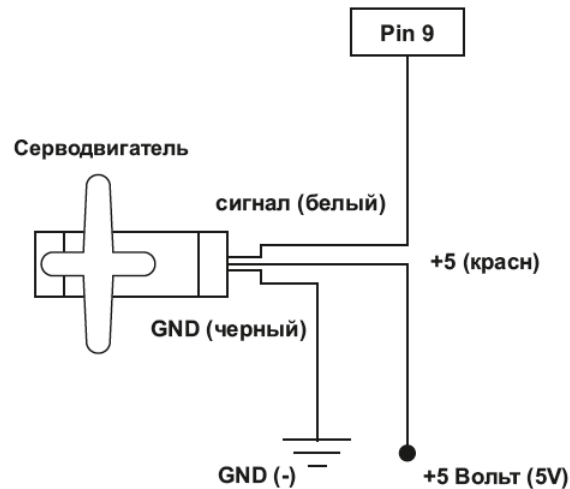 Pin 9
Серводвигатель
сигнал (белый)
+5 (красн)
GND (черный)
GND (-)
+5 Вольт (5V)